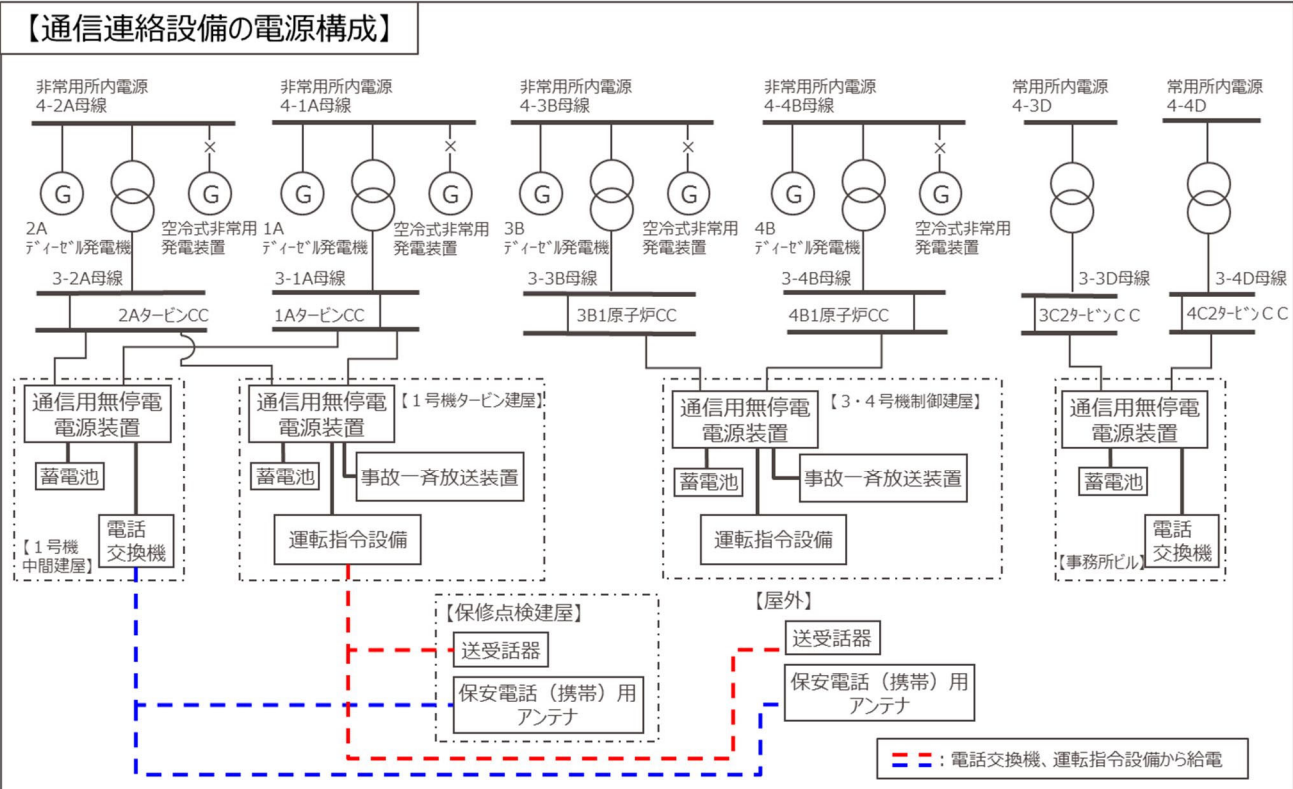 【通信連絡設備の電源構成】
非常用所内電源
4-2A母線
非常用所内電源
4-1A母線
非常用所内電源
4-3B母線
非常用所内電源
4-4B母線
常用所内電源
4-3D
常用所内電源
4-4D
×
×
×
×
G
G
G
G
G
G
G
G
2A
ﾃﾞｨｰｾﾞﾙ発電機
空冷式非常用
発電装置
1A
ﾃﾞｨｰｾﾞﾙ発電機
空冷式非常用
発電装置
3B
ﾃﾞｨｰｾﾞﾙ発電機
空冷式非常用
発電装置
4B
ﾃﾞｨｰｾﾞﾙ発電機
空冷式非常用
発電装置
3-2A母線
3-1A母線
3-3B母線
3-4B母線
3-3D母線
3-4D母線
2AタービンCC
1AタービンCC
3B1原子炉CC
4B1原子炉CC
3C2ﾀｰﾋﾞﾝＣＣ
4C2ﾀｰﾋﾞﾝＣＣ
通信用無停電
電源装置
蓄電池
電話
交換機
【１号機
中間建屋】
通信用無停電
電源装置
【１号機タービン建屋】
蓄電池
事故一斉放送装置
運転指令設備
通信用無停電
電源装置
【３・４号機制御建屋】
蓄電池
事故一斉放送装置
運転指令設備
通信用無停電
電源装置
蓄電池
電話
交換機
【事務所ビル】
【保修点検建屋】
送受話器
保安電話（携帯）用
アンテナ
【屋外】
送受話器
保安電話（携帯）用
アンテナ
：電話交換機、運転指令設備から給電